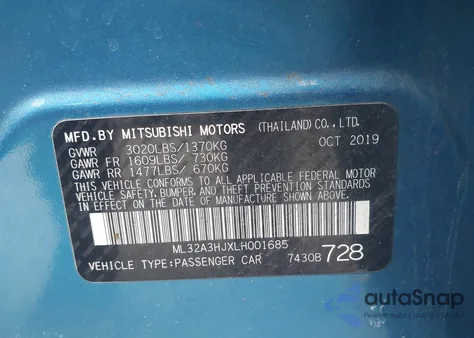 MFD.BY MITSUBISHI MOTORS (THAILAND)CO.,LTD.
GVWR 3020LBS/1370KG OCT 2019
GAWR FR 1609LBS/ 730KG
GAWR RR 1477LBS/ 670KG
THIS VEHICLE CONFORMS TO ALL APPLICABLE FEDERAL MOTOR
VEHICLE SAFETY,BUMPER,AND THEFT PREVENTION
STANDARDS IN EFFECT ON THE DATE OF MANUFACTURE
SHOWN ABOVE.
ML32A3HJXLH001685
VEHICLE TYPE:PASSENGER CAR 7430B 728
autoSnap